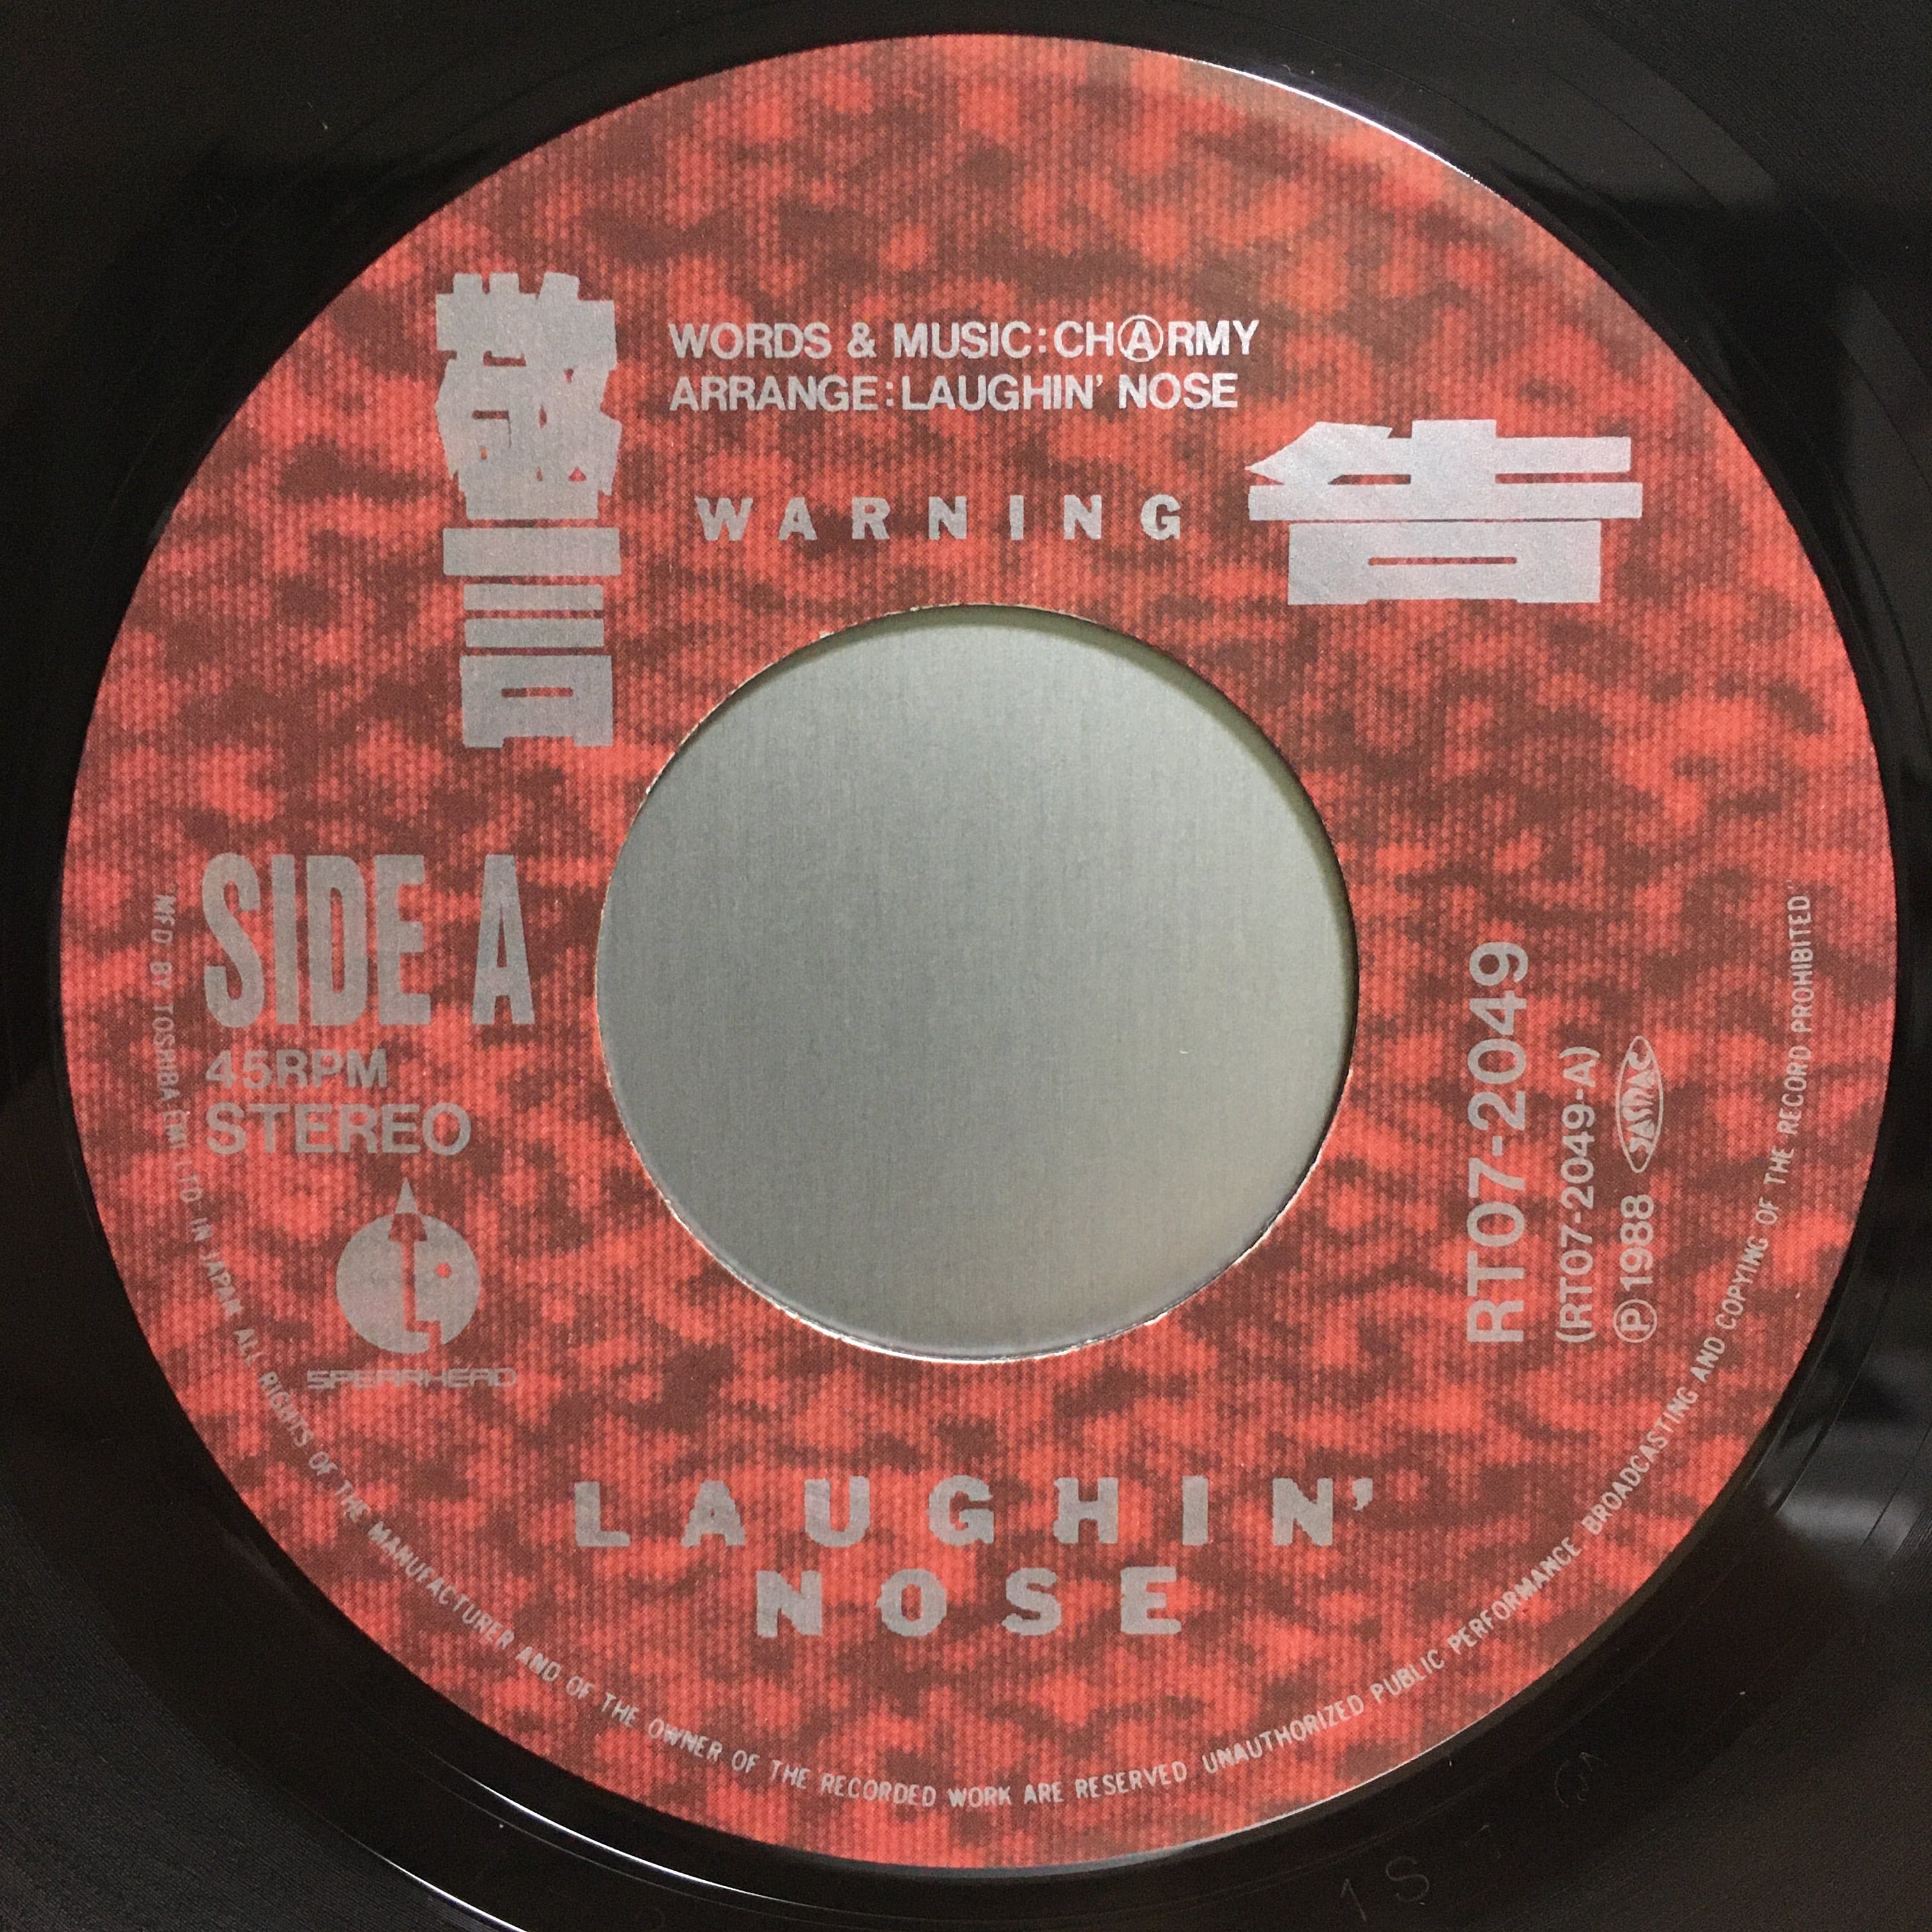 警告
WORDS & MUSIC:CHⒶRMY
ARRANGE:LAUGHIN' NOSE
WARNING
SIDE A
45RPM
STEREO
SPEARHEAD
RT07-2049
(RT07-2049-A)
Ⓟ1988 JASRAC
LAUGHIN'
NOSE
"MFD BY TOSHIBA EMI LTD IN JAPAN ALL RIGHTS OF THE MANUFACTURER AND OF THE OWNER OF THE RECORDED WORK ARE RESERVED. UNAUTHORIZED PUBLIC PERFORMANCE BROADCASTING AND COPYING OF THE RECORD PROHIBITED"